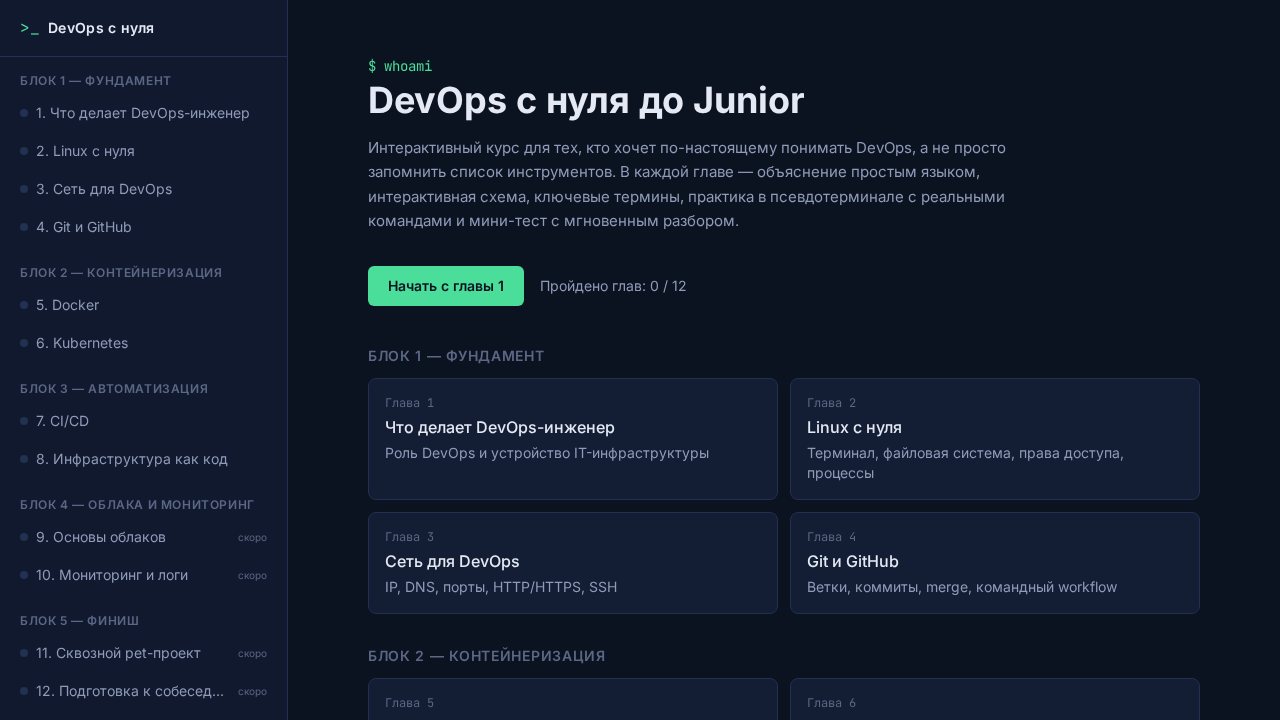 >_ DevOps с нуля
БЛОК 1 — ФУНДАМЕНТ
1. Что делает DevOps-инженер
2. Linux с нуля
3. Сеть для DevOps
4. Git и GitHub
БЛОК 2 — КОНТЕЙНЕРИЗАЦИЯ
5. Docker
6. Kubernetes
БЛОК 3 — АВТОМАТИЗАЦИЯ
7. CI/CD
8. Инфраструктура как код
БЛОК 4 — ОБЛАКА И МОНИТОРИНГ
9. Основы облаков скоро
10. Мониторинг и логи скоро
БЛОК 5 — ФИНИШ
11. Сквозной pet-проект скоро
12. Подготовка к собесед... скоро
$ whoami
DevOps с нуля до Junior
Интерактивный курс для тех, кто хочет по-настоящему понимать DevOps, а не просто
запомнить список инструментов. В каждой главе — объяснение простым языком,
интерактивная схема, ключевые термины, практика в псевдотерминале с реальными
командами и мини-тест с мгновенным разбором.
Начать с главы 1
Пройдено глав: 0 / 12
БЛОК 1 — ФУНДАМЕНТ
Глава 1
Что делает DevOps-инженер
Роль DevOps и устройство IT-инфраструктуры
Глава 2
Linux с нуля
Терминал, файловая система, права доступа,
процессы
Глава 3
Сеть для DevOps
IP, DNS, порты, HTTP/HTTPS, SSH
Глава 4
Git и GitHub
Ветки, коммиты, merge, командный workflow
БЛОК 2 — КОНТЕЙНЕРИЗАЦИЯ
Глава 5
Глава 6